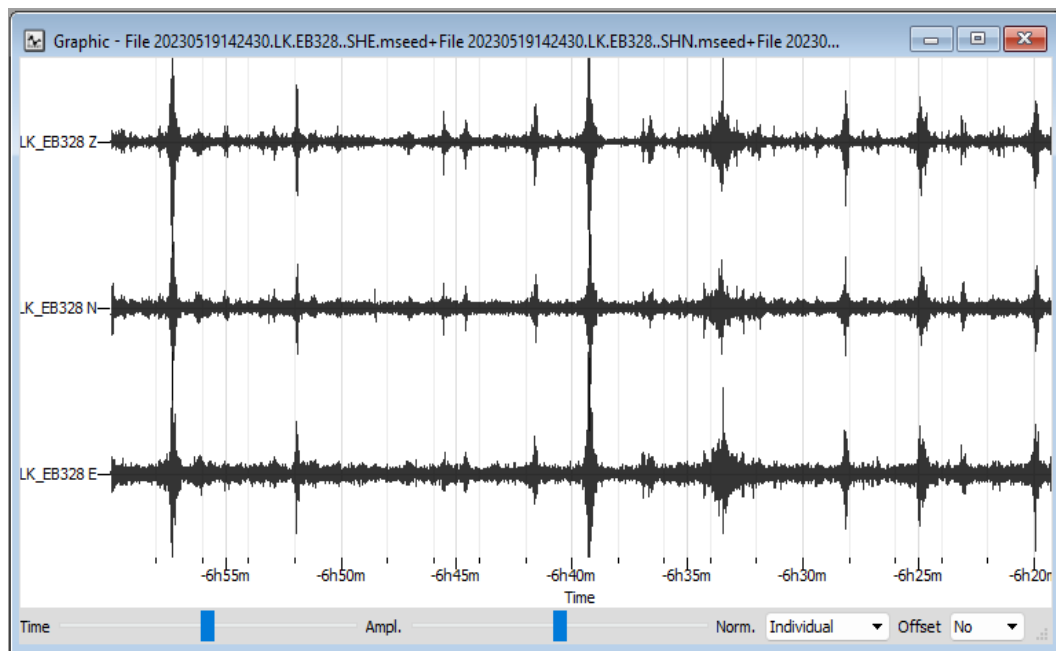 Graphic - File 20230519142430.LK.EB328..SHE.mseed+File 20230519142430.LK.EB328..SHN.mseed+File 20230...
LK_EB328 Z
LK_EB328 N
LK_EB328 E
-6h55m -6h50m -6h45m -6h40m -6h35m -6h30m -6h25m -6h20m
Time
Time Ampl. Norm. Individual Offset No